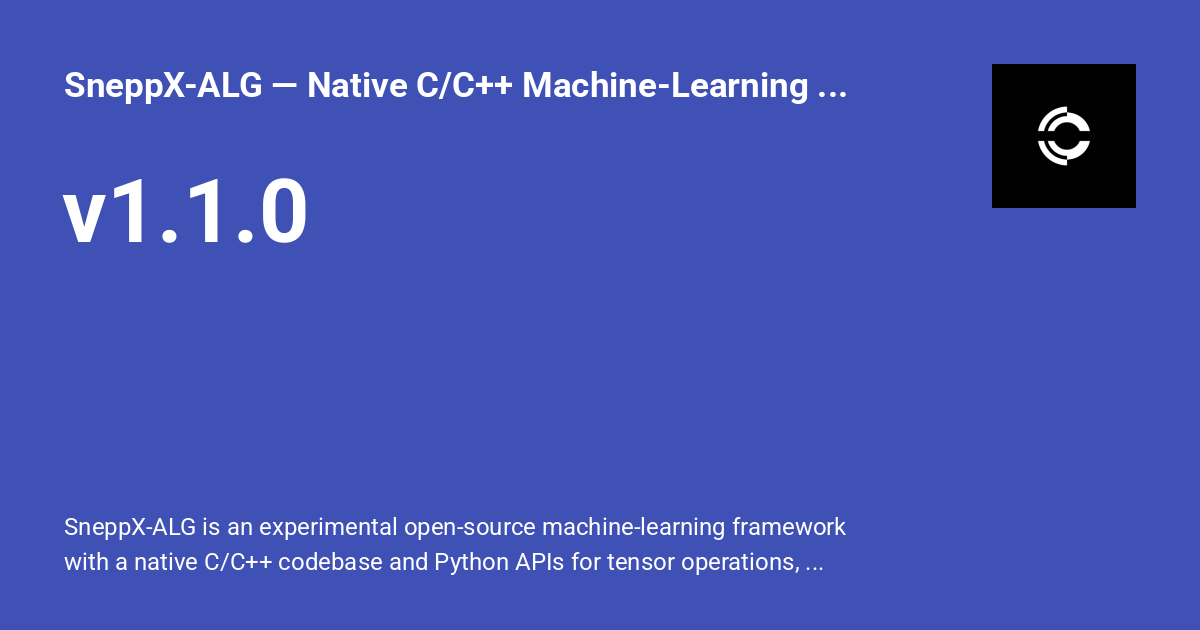 SneppX-ALG — Native C/C++ Machine-Learning ...
v1.1.0
SneppX-ALG is an experimental open-source machine-learning framework
with a native C/C++ codebase and Python APIs for tensor operations, ...